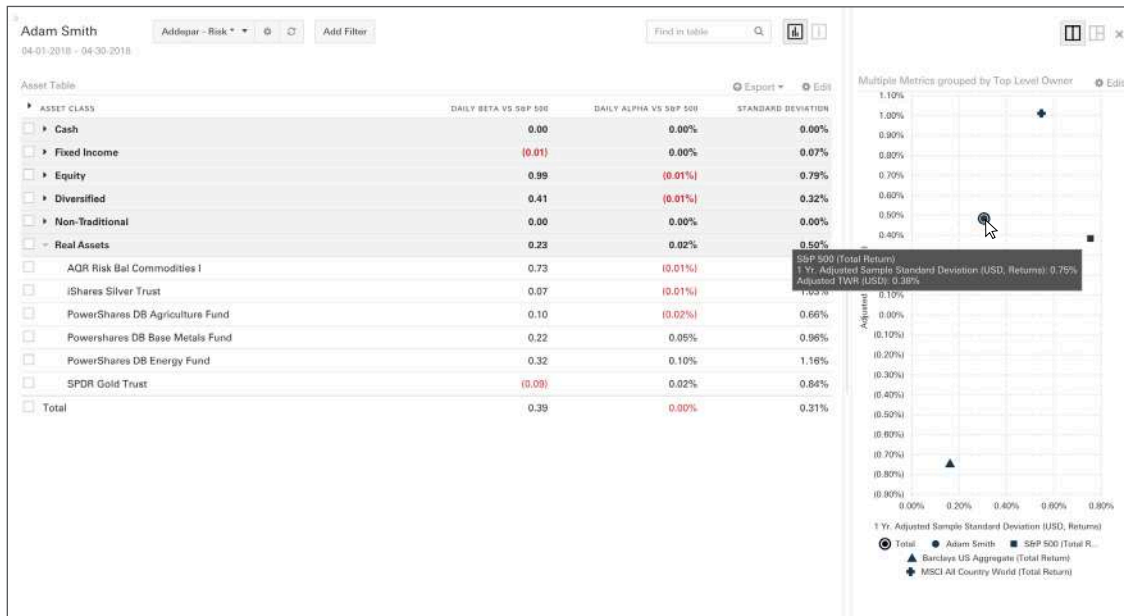 Adam Smith
Addepar - Risk *
Add Filter
Find in table
04-01-2018 - 04-30-2018
Asset Table
Export
Edit
ASSET CLASS DAILY BETA VS S&P 500 DAILY ALPHA VS S&P 500 STANDARD DEVIATION
Cash 0.00 0.00% 0.00%
Fixed Income (0.01) 0.00% 0.07%
Equity 0.99 (0.01%) 0.79%
Diversified 0.41 (0.01%) 0.32%
Non-Traditional 0.00 0.00% 0.00%
Real Assets 0.23 0.02% 0.50%
AQR Risk Bal Commodities I 0.73 (0.01%)
iShares Silver Trust 0.07 (0.01%) 1.03%
PowerShares DB Agriculture Fund 0.10 (0.02%) 0.66%
Powershares DB Base Metals Fund 0.22 0.05% 0.96%
PowerShares DB Energy Fund 0.32 0.10% 1.16%
SPDR Gold Trust (0.09) 0.02% 0.84%
Total 0.39 0.00% 0.31%
Multiple Metrics grouped by Top Level Owner
Edit
1.10%
1.00%
0.90%
0.80%
0.70%
0.60%
0.50%
0.40%
S&P 500 (Total Return)
1 Yr. Adjusted Sample Standard Deviation (USD, Returns): 0.75%
Adjusted TWR (USD): 0.38%
0.10%
0.00%
(0.10%)
(0.20%)
(0.30%)
(0.40%)
(0.50%)
(0.60%)
(0.70%)
(0.80%)
(0.90%)
Adjusted
0.00% 0.20% 0.40% 0.60% 0.80%
1 Yr. Adjusted Sample Standard Deviation (USD, Returns)
Total Adam Smith S&P 500 (Total R...
Barclays US Aggregate (Total Return)
MSCI All Country World (Total Return)